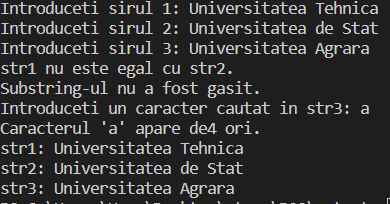 Introduceti sirul 1: Universitatea Tehnica
Introduceti sirul 2: Universitatea de Stat
Introduceti sirul 3: Universitatea Agrara
str1 nu este egal cu str2.
Substring-ul nu a fost gasit.
Introduceti un caracter cautat in str3: a
Caracterul 'a' apare de4 ori.
str1: Universitatea Tehnica
str2: Universitatea de Stat
str3: Universitatea Agrara